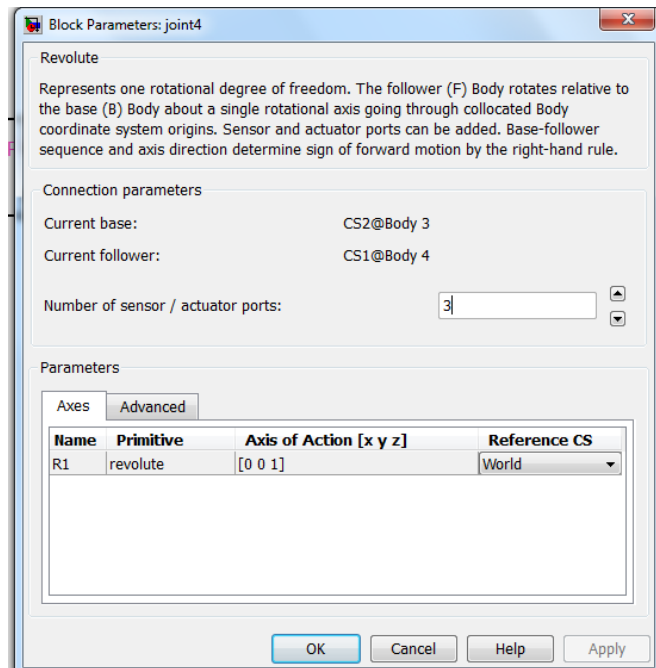 Block Parameters: joint4
Revolute
Represents one rotational degree of freedom. The follower (F) Body rotates relative to
the base (B) Body about a single rotational axis going through collocated Body
coordinate system origins. Sensor and actuator ports can be added. Base-follower
sequence and axis direction determine sign of forward motion by the right-hand rule.
Connection parameters
Current base: CS2@Body 3
Current follower: CS1@Body 4
Number of sensor / actuator ports: 3
Parameters
Axes Advanced
Name Primitive Axis of Action [x y z] Reference CS
R1 revolute [0 0 1] World
OK Cancel Help Apply